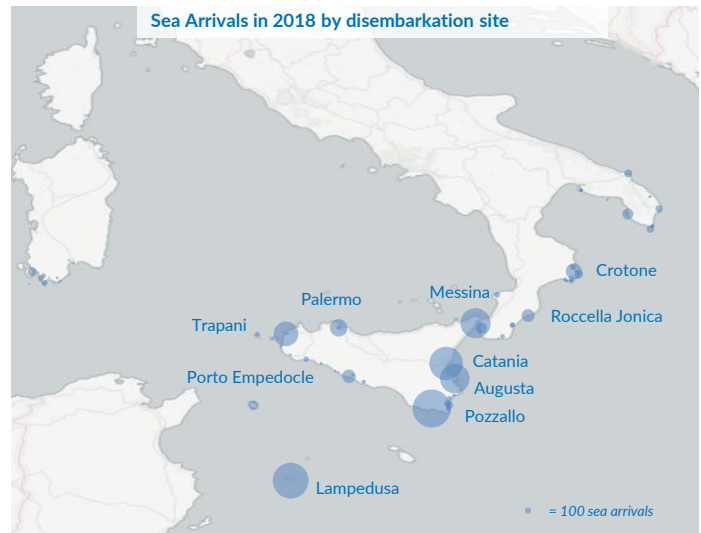 Sea Arrivals in 2018 by disembarkation site
Crotone
Messina
Palermo
Roccella Jonica
Trapani
Catania
Porto Empedocle
Augusta
Pozzallo
Lampedusa
= 100 sea arrivals